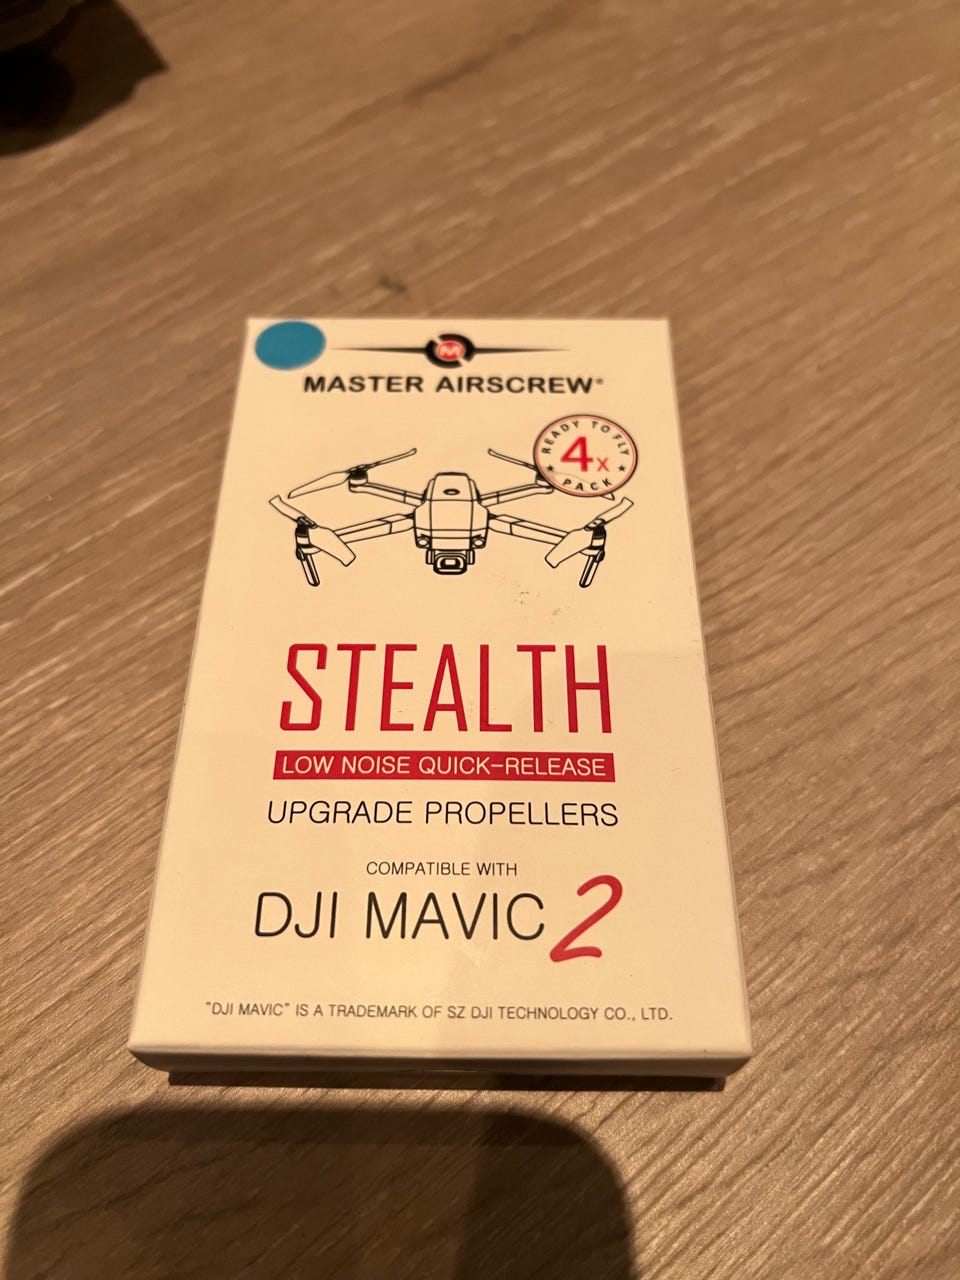 M
MASTER AIRSCREW®
READY TO FLY
4x
PACK
STEALTH
LOW NOISE QUICK-RELEASE
UPGRADE PROPELLERS
COMPATIBLE WITH
DJI MAVIC 2
"DJI MAVIC" IS A TRADEMARK OF SZ DJI TECHNOLOGY CO., LTD.